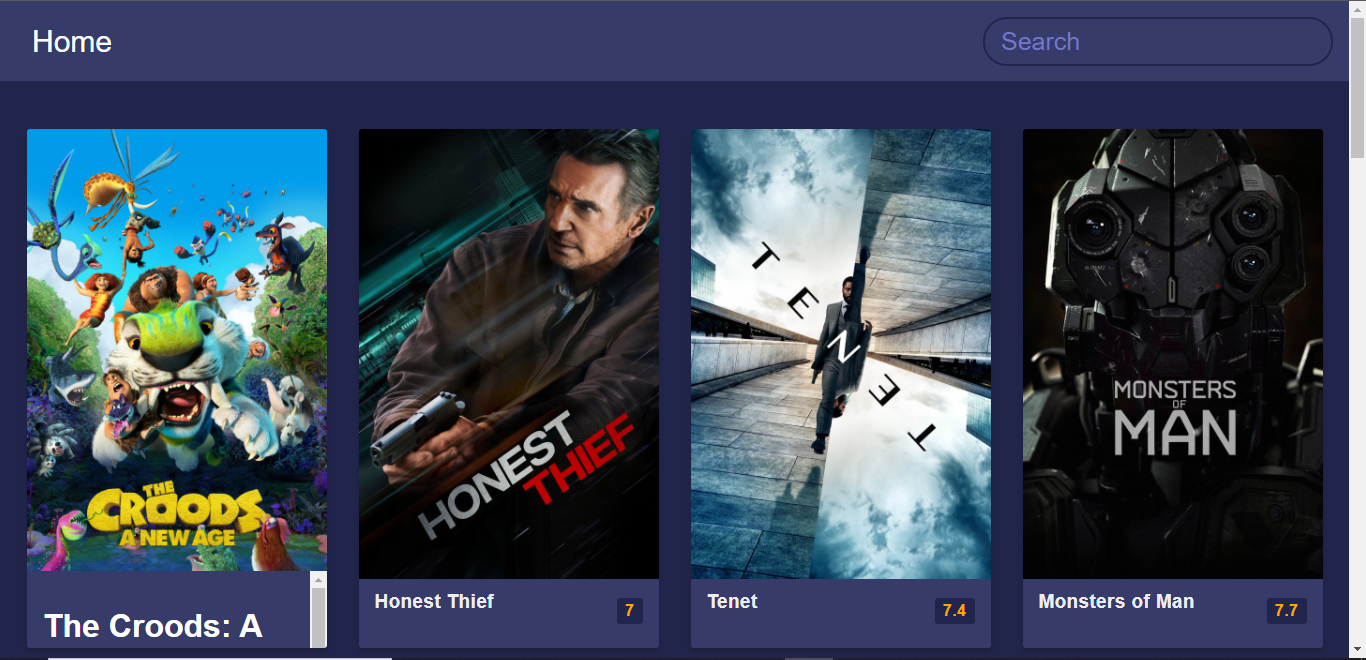 Home
Search
THE
CROODS
A NEW AGE
HONEST
THIEF
TENET
MONSTERS
OF
MAN
The Croods: A
Honest Thief
7
Tenet
7.4
Monsters of Man
7.7